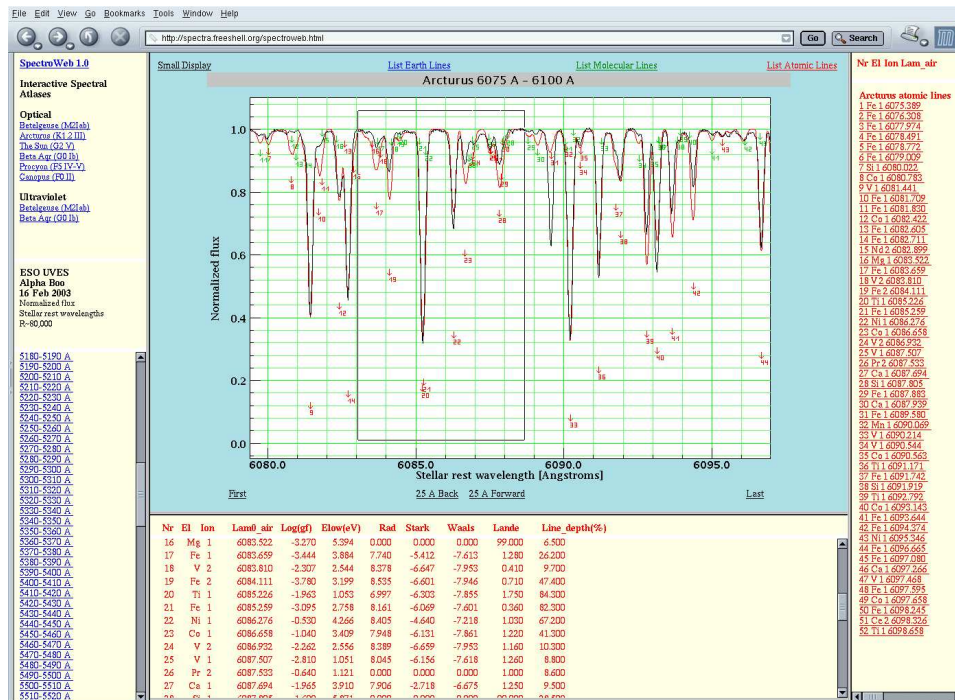 File Edit View Go Bookmarks Tools Window Help
http://spectra.freeshell.org/spectroweb.html
Go
Search
SpectroWeb 1.0
Interactive Spectral
Atlases
Optical
Betelgeuse (M2Iab)
Arcturus (K1.2 III)
The Sun (G2 V)
Beta Aqr (G0 Ib)
Procyon (F5 IV-V)
Canopus (F0 II)
Ultraviolet
Betelgeuse (M2Iab)
Beta Aqr (G0 Ib)
ESO UVES
Alpha Boo
16 Feb 2003
Normalized flux
Stellar rest wavelengths
R~80,000
5180-5190 A
5190-5200 A
5200-5210 A
5210-5220 A
5220-5230 A
5230-5240 A
5240-5250 A
5250-5260 A
5260-5270 A
5270-5280 A
5280-5290 A
5290-5300 A
5300-5310 A
5310-5320 A
5320-5330 A
5330-5340 A
5340-5350 A
5350-5360 A
5360-5370 A
5370-5380 A
5380-5390 A
5390-5400 A
5400-5410 A
5410-5420 A
5420-5430 A
5430-5440 A
5440-5450 A
5450-5460 A
5460-5470 A
5470-5480 A
5480-5490 A
5490-5500 A
5500-5510 A
5510-5520 A
Small Display
List Earth Lines
List Molecular Lines
List Atomic Lines
Arcturus 6075 A - 6100 A
Normalized flux
1.0
0.8
0.6
0.4
0.2
0.0
6080.0 6085.0 6090.0 6095.0
Stellar rest wavelength [Angstroms]
First
25 A Back
25 A Forward
Last
Nr El Ion Lam0_air Log(gf) Elow(eV) Rad Stark Waals Lande Line_depth(%)
16 Mg 1 6083.522 -3.270 5.394 0.000 0.000 0.000 99.000 6.500
17 Fe 1 6083.659 -3.444 3.884 7.740 -5.412 -7.613 1.280 26.200
18 V 2 6083.810 -2.307 2.544 8.378 -6.647 -7.953 0.410 9.700
19 Fe 2 6084.111 -3.780 3.199 8.535 -6.601 -7.946 0.710 47.400
20 Ti 1 6085.226 -1.963 1.053 6.997 -6.303 -7.855 1.750 84.300
21 Fe 1 6085.259 -3.095 2.758 8.161 -6.069 -7.601 0.360 82.300
22 Ni 1 6086.276 -0.530 4.266 8.405 -4.640 -7.218 1.030 67.200
23 Co 1 6086.658 -1.040 3.409 7.948 -6.131 -7.861 1.220 41.300
24 V 2 6086.932 -2.262 2.556 8.389 -6.659 -7.953 1.160 10.300
25 V 1 6087.507 -2.810 1.051 8.045 -6.156 -7.618 1.260 8.800
26 Pr 2 6087.533 -0.640 1.121 0.000 0.000 0.000 1.000 8.600
27 Ca 1 6087.694 -1.965 3.910 7.906 -2.718 -6.675 1.250 9.500
Nr El Ion Lam_air
Arcturus atomic lines
1 Fe 1 6075.389
2 Fe 1 6076.308
3 Fe 1 6077.974
4 Fe 1 6078.491
5 Fe 1 6078.772
6 Fe 1 6079.009
7 Si 1 6080.022
8 Co 1 6080.783
9 V 1 6081.441
10 Fe 1 6081.709
11 Fe 1 6081.830
12 Co 1 6082.422
13 Fe 1 6082.605
14 Fe 1 6082.711
15 Nd 2 6082.899
16 Mg 1 6083.522
17 Fe 1 6083.659
18 V 2 6083.810
19 Fe 2 6084.111
20 Ti 1 6085.226
21 Fe 1 6085.259
22 Ni 1 6086.276
23 Co 1 6086.658
24 V 2 6086.932
25 V 1 6087.507
26 Pr 2 6087.533
27 Ca 1 6087.694
28 Si 1 6087.805
29 Fe 1 6087.883
30 Ca 1 6087.939
31 Fe 1 6089.580
32 Mn 1 6090.069
33 V 1 6090.214
34 V 1 6090.544
35 Co 1 6090.563
36 Ti 1 6091.171
37 Fe 1 6091.742
38 Si 1 6091.919
39 Ti 1 6092.792
40 Co 1 6093.143
41 Fe 1 6093.644
42 Fe 1 6094.374
43 Ni 1 6095.346
44 Fe 1 6096.665
45 Fe 1 6097.080
46 Ca 1 6097.266
47 V 1 6097.468
48 Fe 1 6097.595
49 Co 1 6097.658
50 Fe 1 6098.245
51 Ce 2 6098.326
52 Ti 1 6098.658